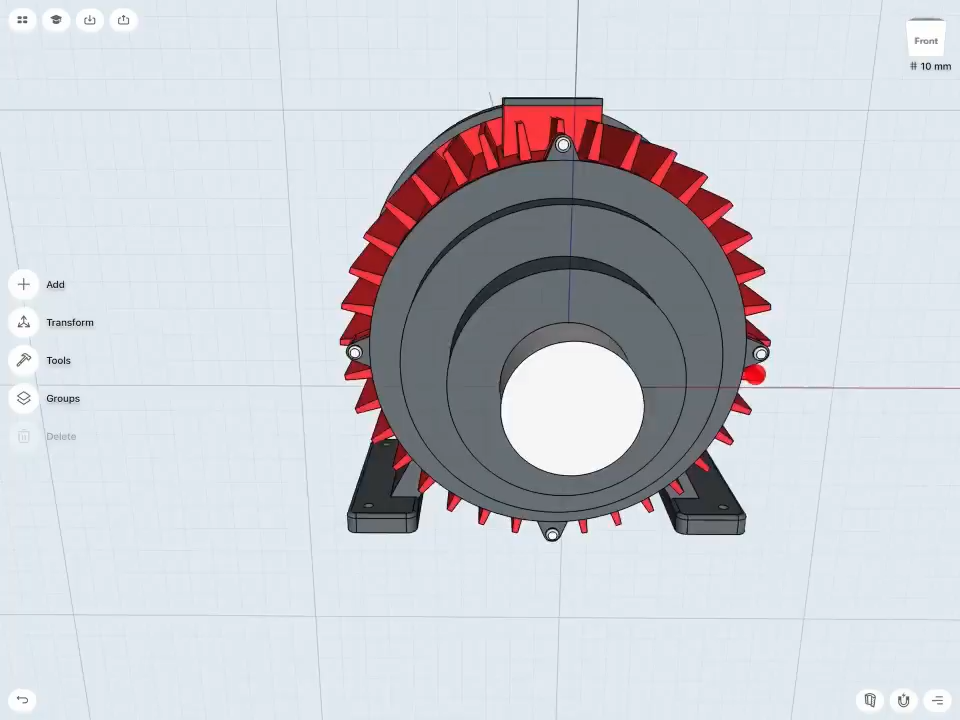 Front
# 10 mm
Add
Transform
Tools
Groups
Delete